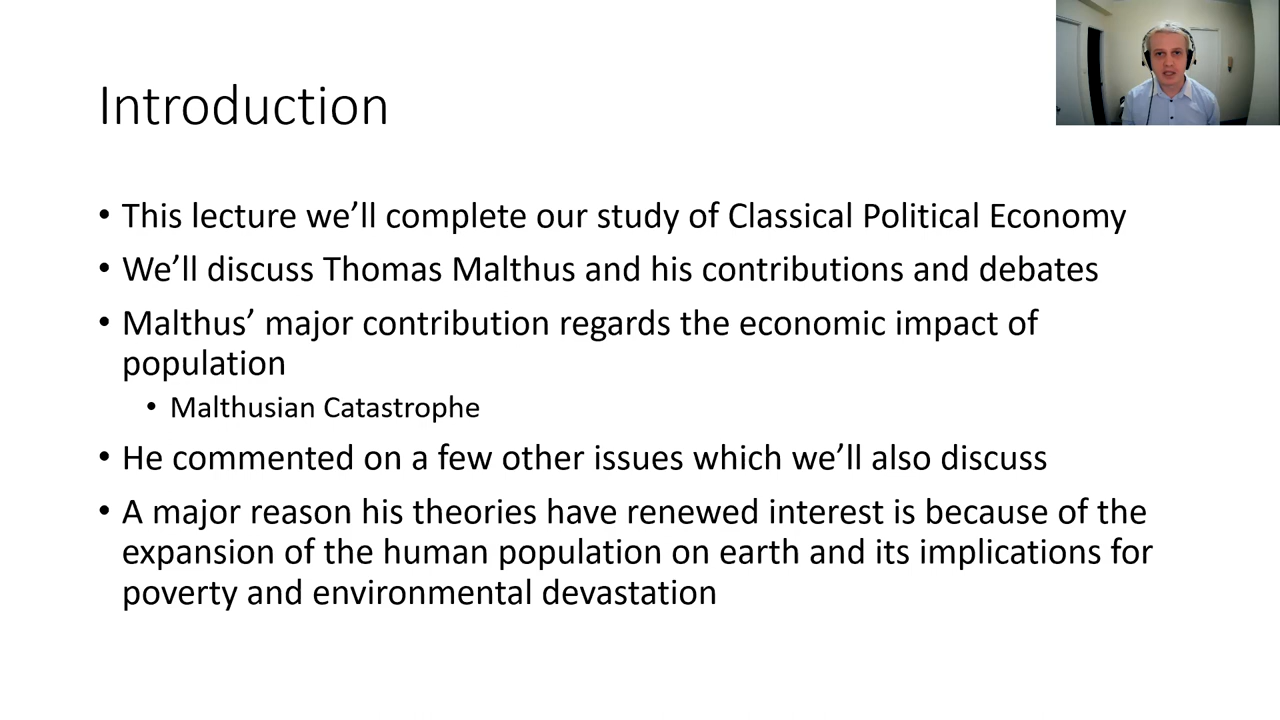 Introduction
• This lecture we’ll complete our study of Classical Political Economy
• We’ll discuss Thomas Malthus and his contributions and debates
• Malthus’ major contribution regards the economic impact of
population
• Malthusian Catastrophe
• He commented on a few other issues which we’ll also discuss
• A major reason his theories have renewed interest is because of the
expansion of the human population on earth and its implications for
poverty and environmental devastation